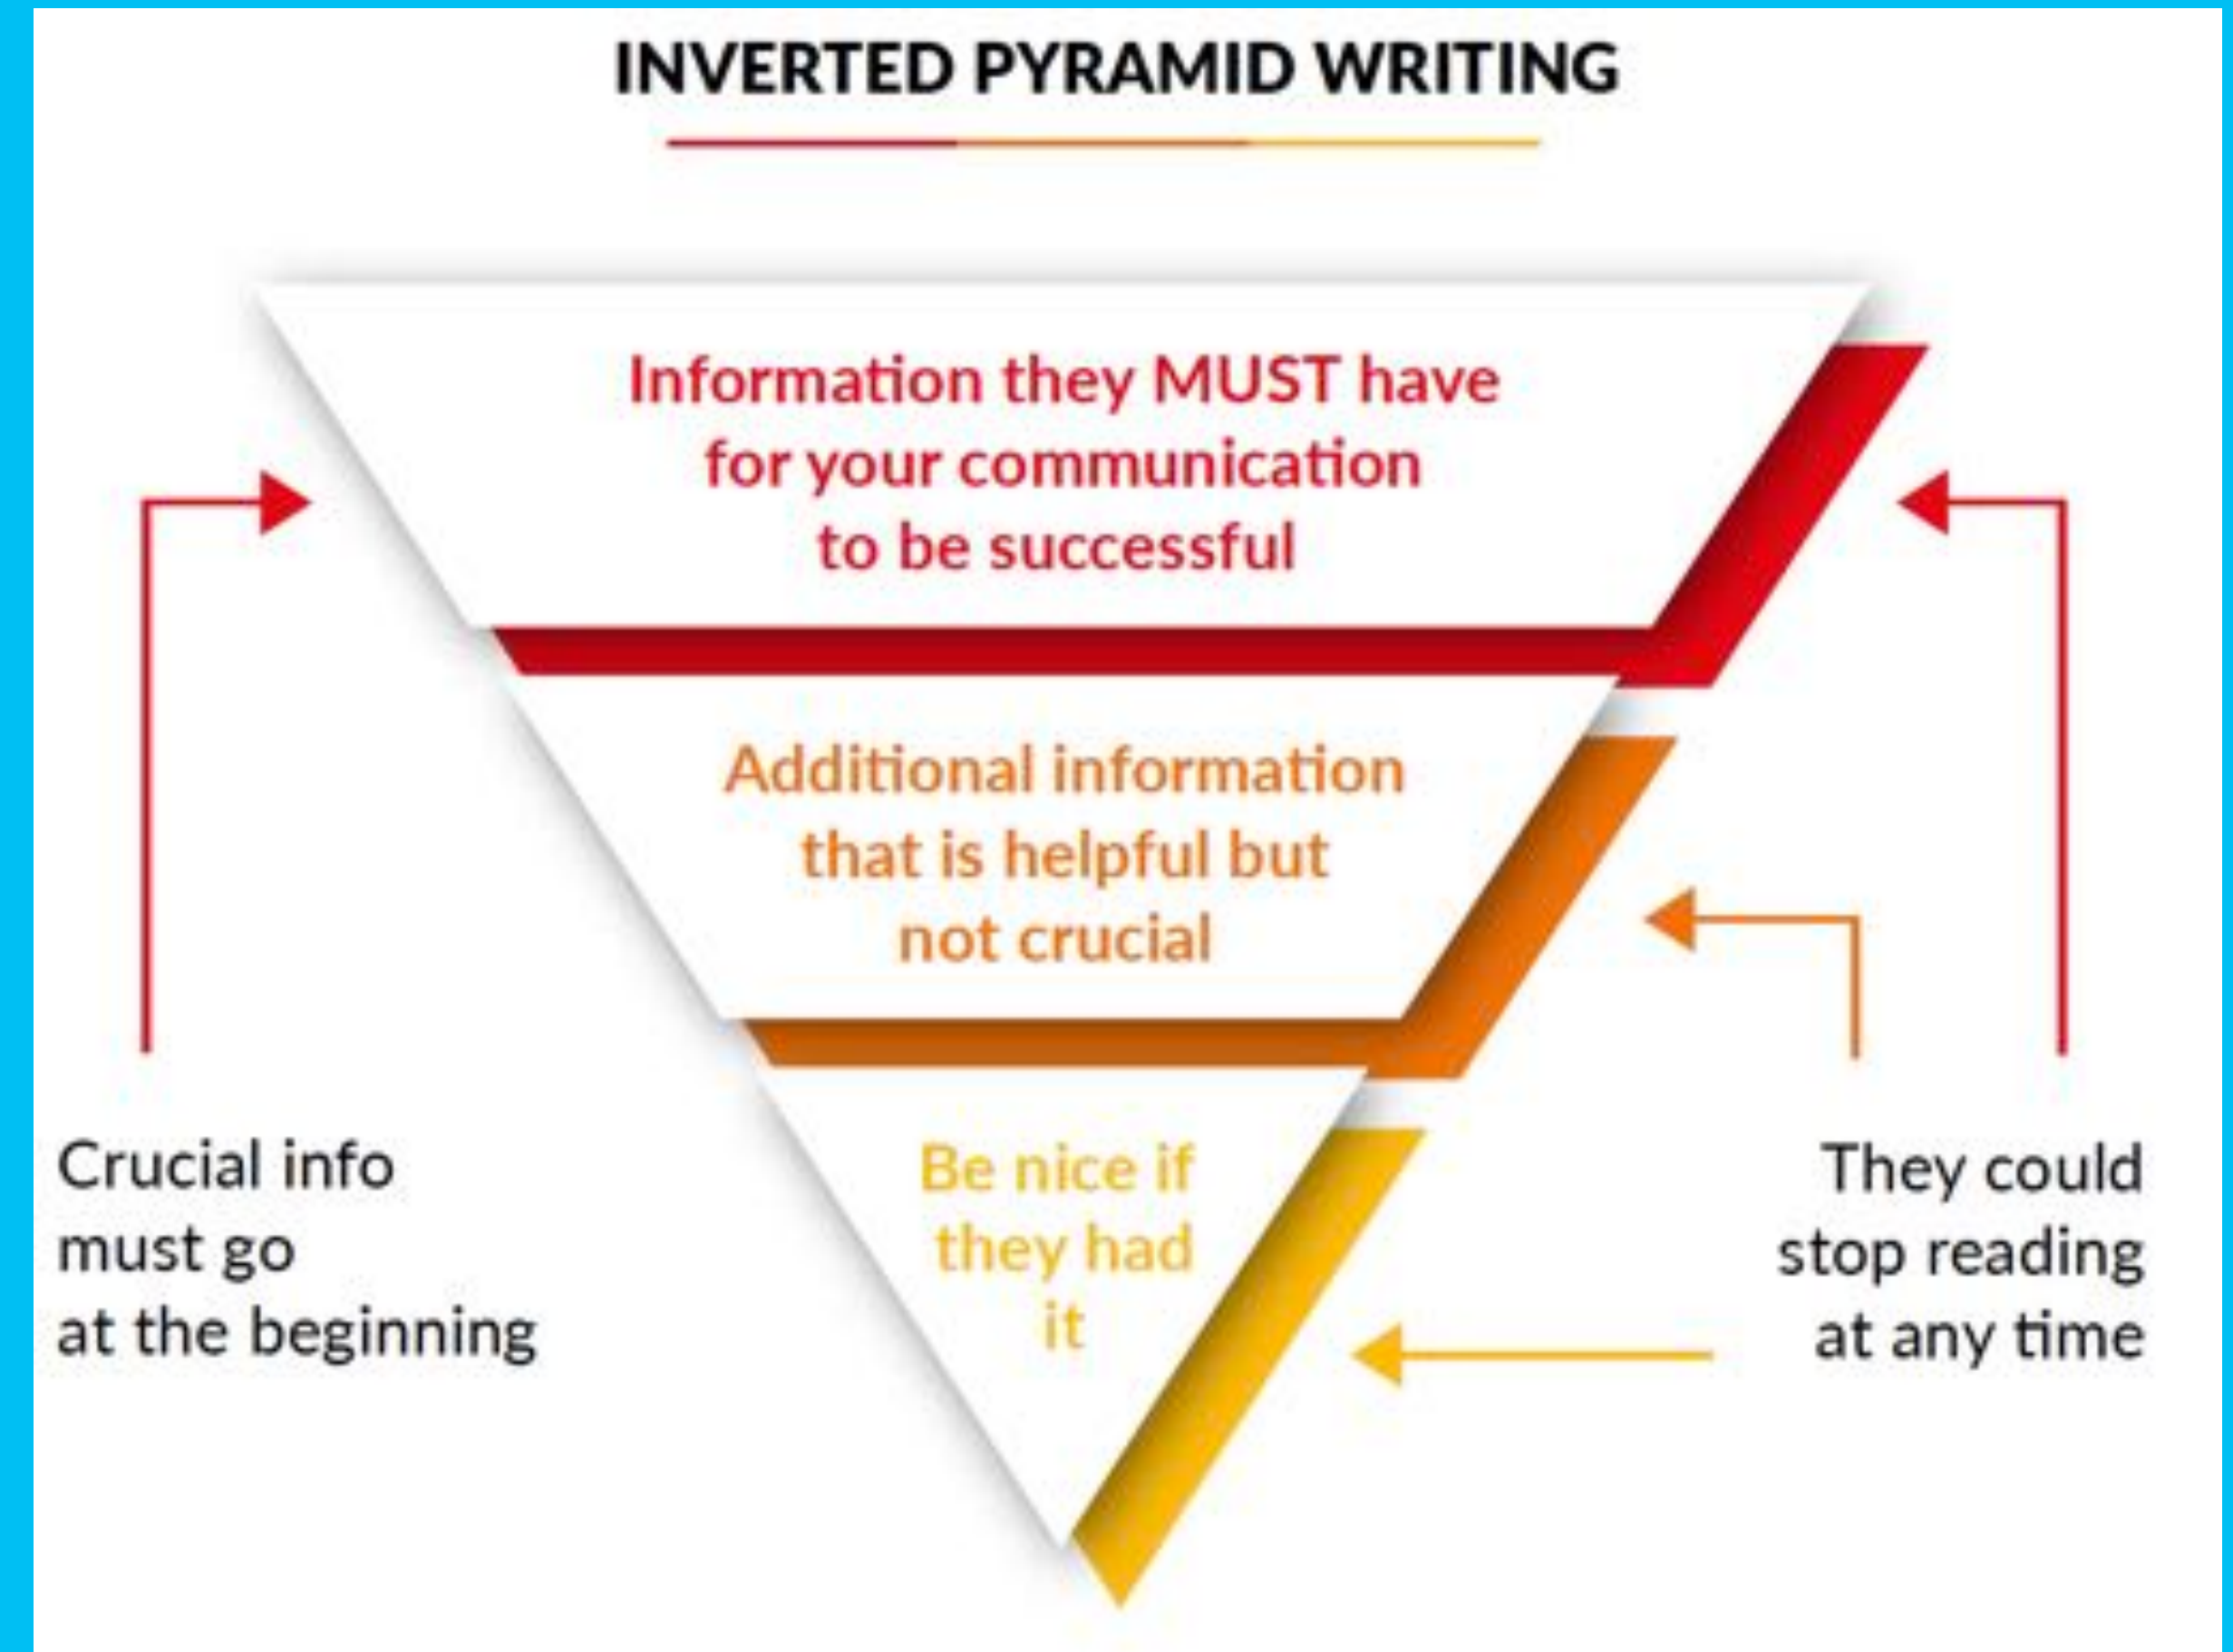 INVERTED PYRAMID WRITING
Information they MUST have
for your communication
to be successful
Additional information
that is helpful but
not crucial
Be nice if
they had
it
Crucial info
must go
at the beginning
They could
stop reading
at any time